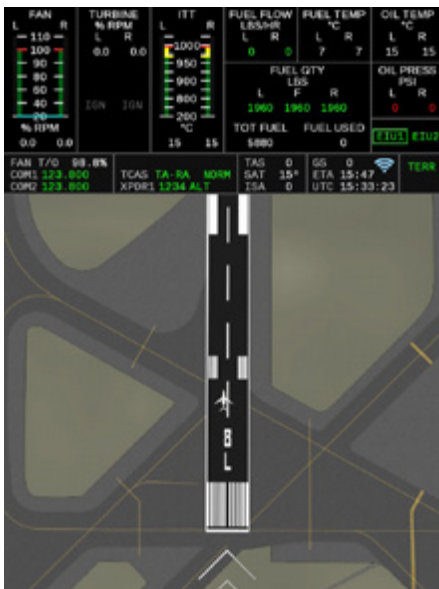 FAN
L R
110
100
90
80
60
40
20
% RPM
0.0 0.0
TURBINE
% RPM
L R
0.0 0.0
IGN IGN
ITT
L R
1000
950
900
800
200
°C
15 15
FUEL FLOW
LBS/HR
L R
0 0
FUEL TEMP
°C
L R
7 7
OIL TEMP
°C
L R
15 15
FUEL QTY
LBS
L F R
1960 1960 1960
TOT FUEL FUEL USED
5880 0
OIL PRESS
PSI
L R
0 0
EIU1 EIU2
FAN T/O 98.8%
COM1 123.800
COM2 123.800
TCAS TA-RA NORM
XPDR1 1234 ALT
TAS 0
SAT 15°
ISA 0
GS 0
ETA 15:47
UTC 15:33:23
TERR
8
L